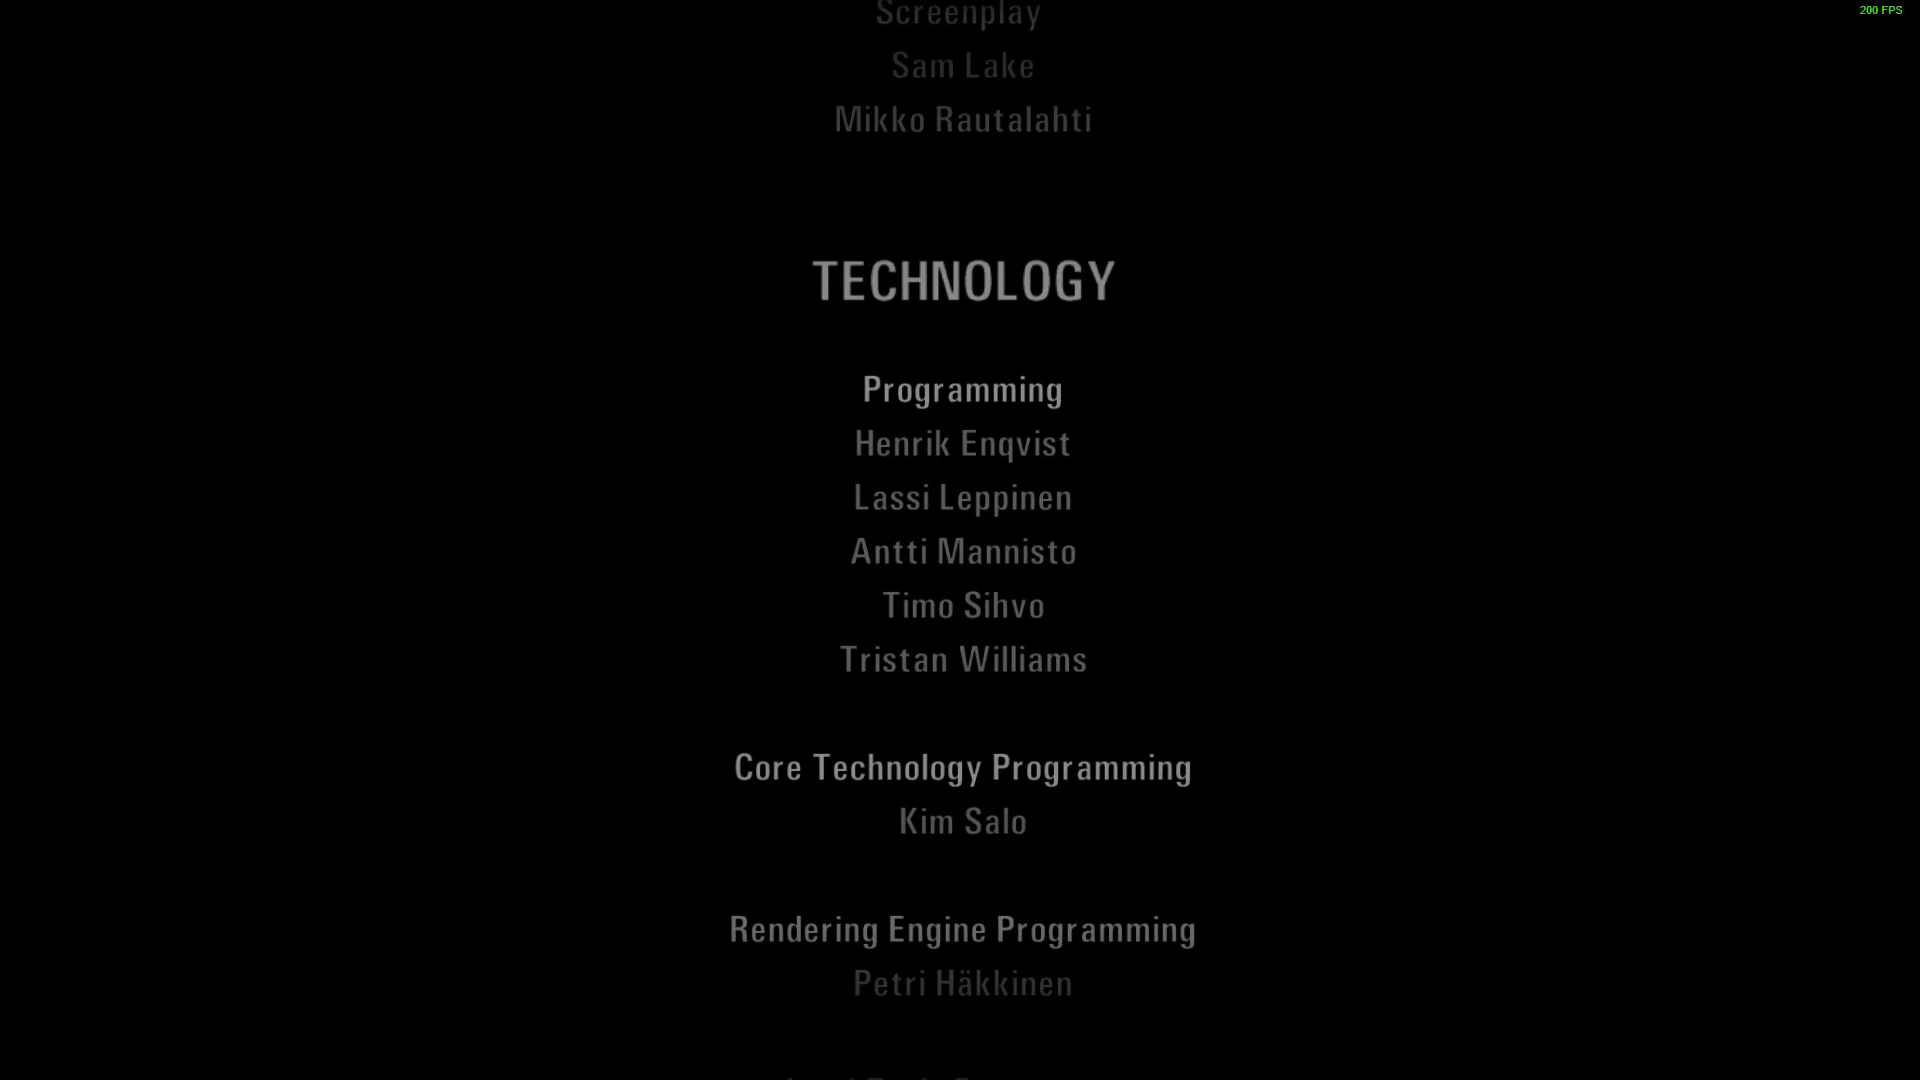 200 FPS
Screenplay
Sam Lake
Mikko Rautalahti
TECHNOLOGY
Programming
Henrik Enqvist
Lassi Leppinen
Antti Mannisto
Timo Sihvo
Tristan Williams
Core Technology Programming
Kim Salo
Rendering Engine Programming
Petri Häkkinen